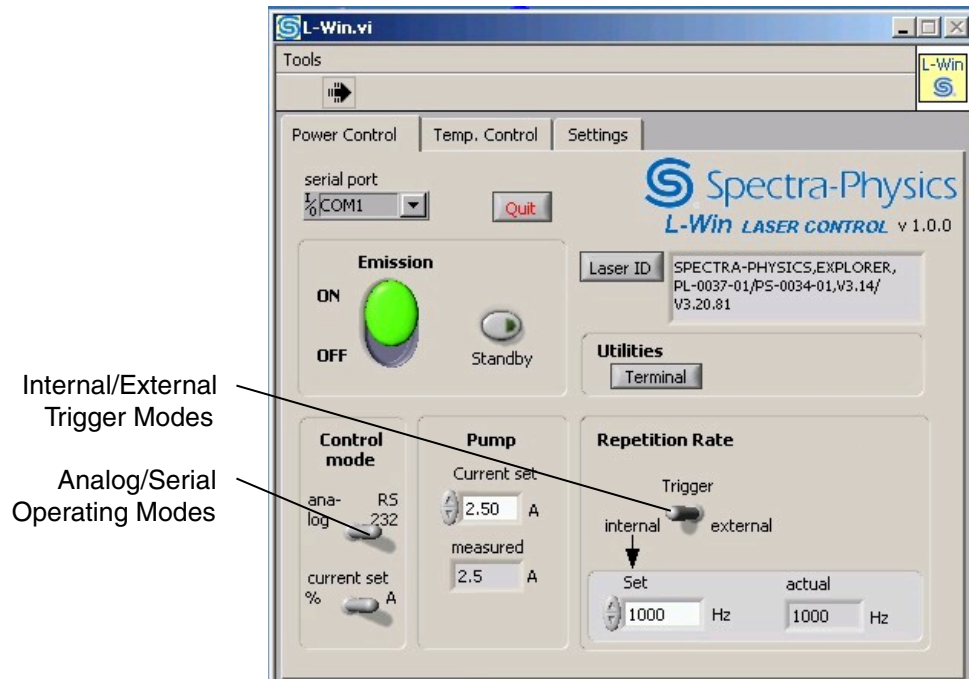 L-Win.vi
Tools
L-Win
Power Control
Temp. Control
Settings
serial port
I/O COM1
Quit
Spectra-Physics
L-Win LASER CONTROL v 1.0.0
Emission
ON
OFF
Standby
Laser ID
SPECTRA-PHYSICS,EXPLORER,
PL-0037-01/PS-0034-01,V3.14/
V3.20.81
Utilities
Terminal
Internal/External
Trigger Modes
Analog/Serial
Operating Modes
Control
mode
ana- RS
log 232
current set
% A
Pump
Current set
2.50 A
measured
2.5 A
Repetition Rate
Trigger
internal external
Set actual
1000 Hz 1000 Hz